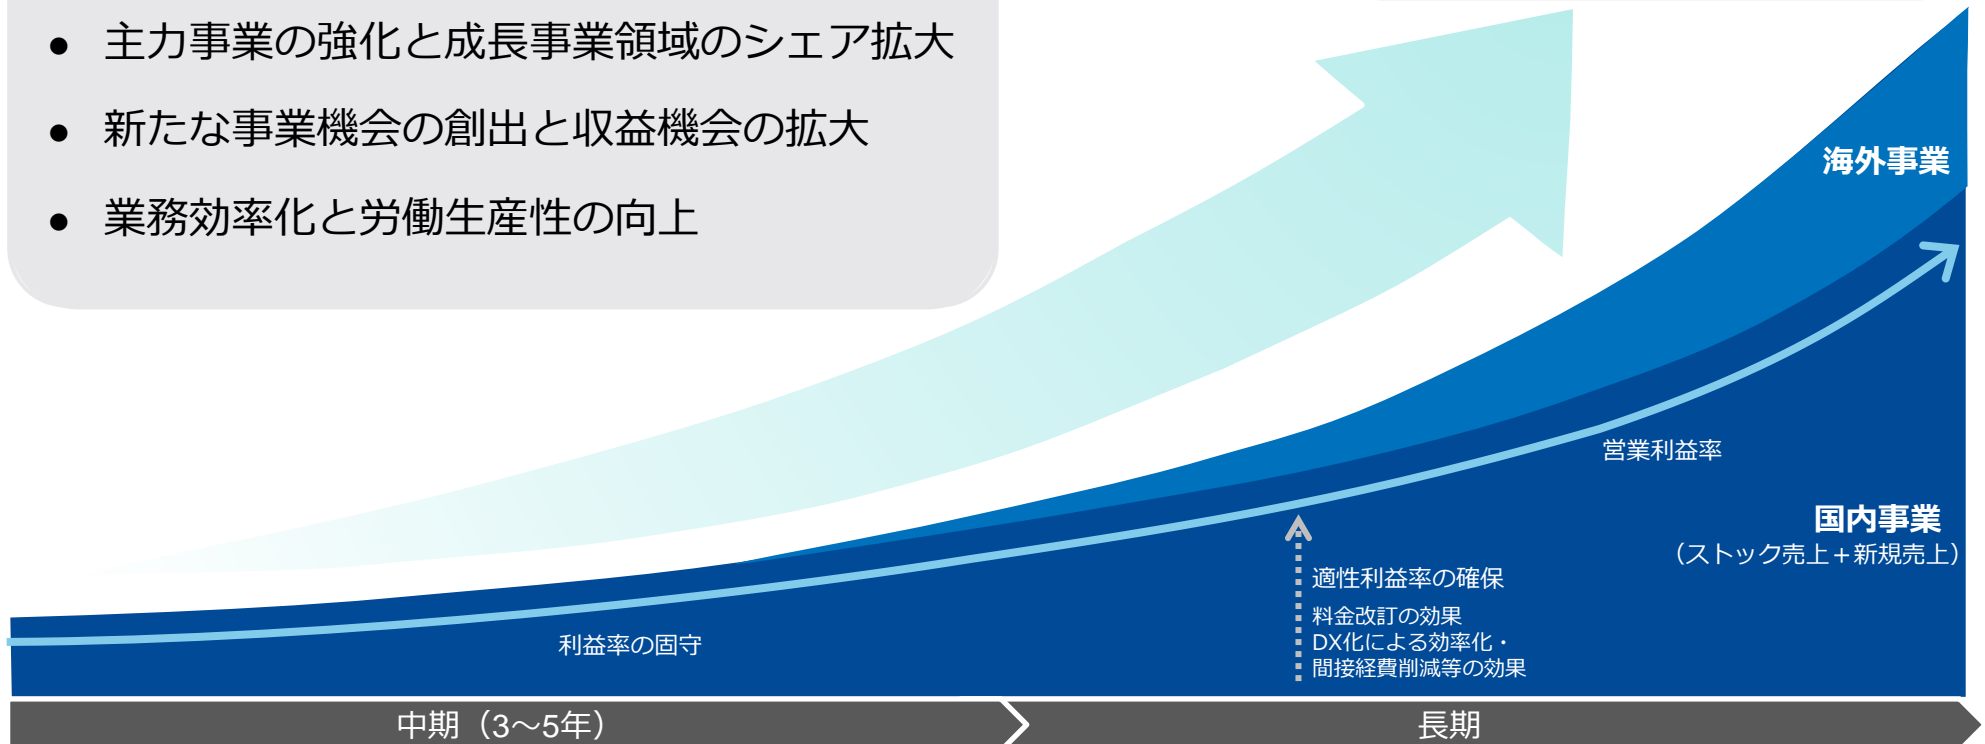 ● 主力事業の強化と成長事業領域のシェア拡大
● 新たな事業機会の創出と収益機会の拡大
● 業務効率化と労働生産性の向上
海外事業
営業利益率
国内事業
（ストック売上＋新規売上）
適性利益率の確保
料金改訂の効果
DX化による効率化・
間接経費削減等の効果
利益率の固守
中期（3～5年）
長期